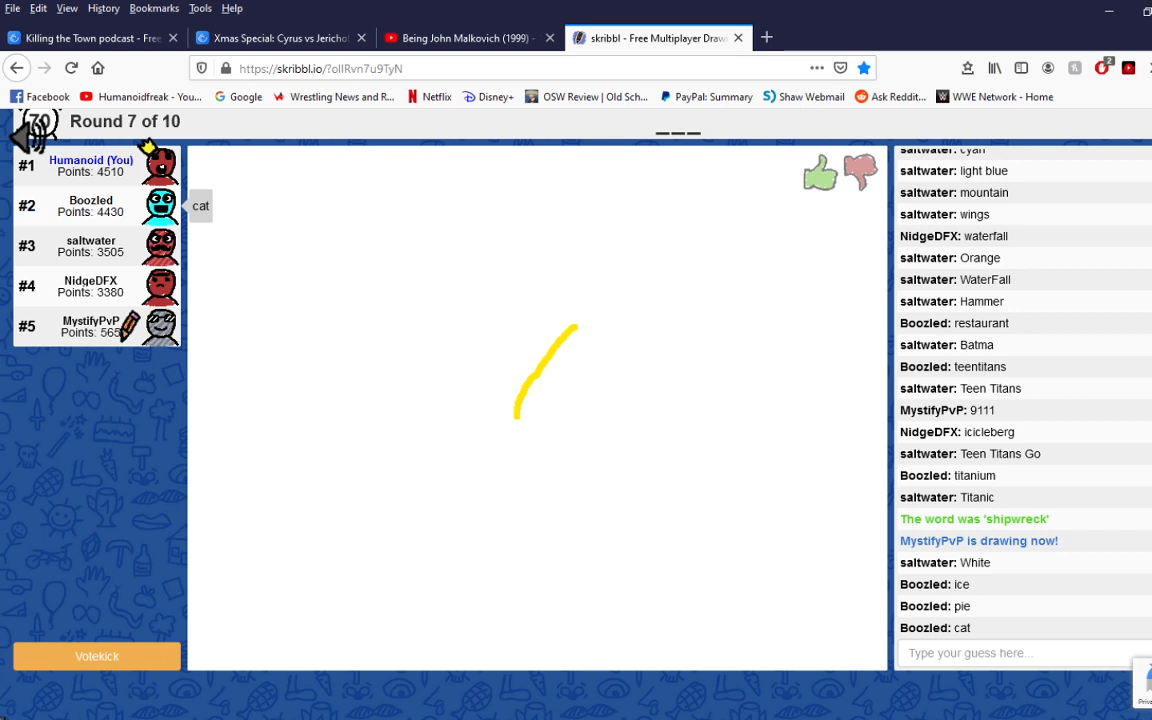 File Edit View History Bookmarks Tools Help
Killing the Town podcast - Free
Xmas Special: Cyrus vs Jericho!
Being John Malkovich (1999) -
skribbl - Free Multiplayer Draw
https://skribbl.io/?olIRvn7u9TyN
2
Facebook Humanoidfreak - You... Google Wrestling News and R... Netflix Disney+ OSW Review | Old Sch... PayPal: Summary Shaw Webmail Ask Reddit... WWE Network - Home
70 Round 7 of 10
_ _ _
#1 Humanoid (You)
Points: 4510
#2 Boozled
Points: 4430
cat
#3 saltwater
Points: 3505
#4 NidgeDFX
Points: 3380
#5 MystifyPvP
Points: 565
Votekick
saltwater: cyan
saltwater: light blue
saltwater: mountain
saltwater: wings
NidgeDFX: waterfall
saltwater: Orange
saltwater: WaterFall
saltwater: Hammer
Boozled: restaurant
saltwater: Batma
Boozled: teentitans
saltwater: Teen Titans
MystifyPvP: 9111
NidgeDFX: icicleberg
saltwater: Teen Titans Go
Boozled: titanium
saltwater: Titanic
The word was 'shipwreck'
MystifyPvP is drawing now!
saltwater: White
Boozled: ice
Boozled: pie
Boozled: cat
Type your guess here...